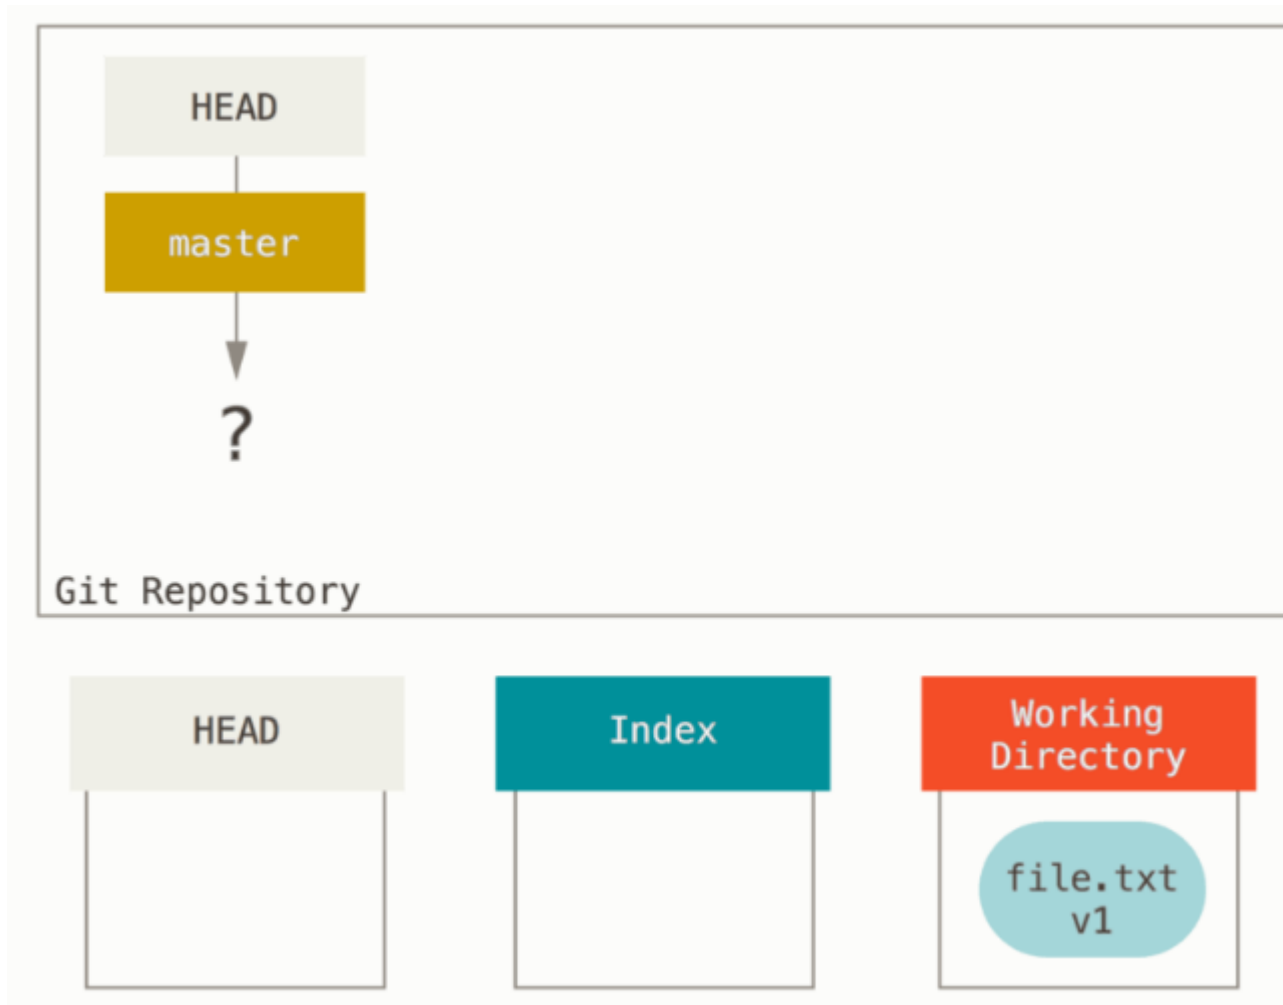 HEAD
master
?
Git Repository
HEAD
Index
Working
Directory
file.txt
v1